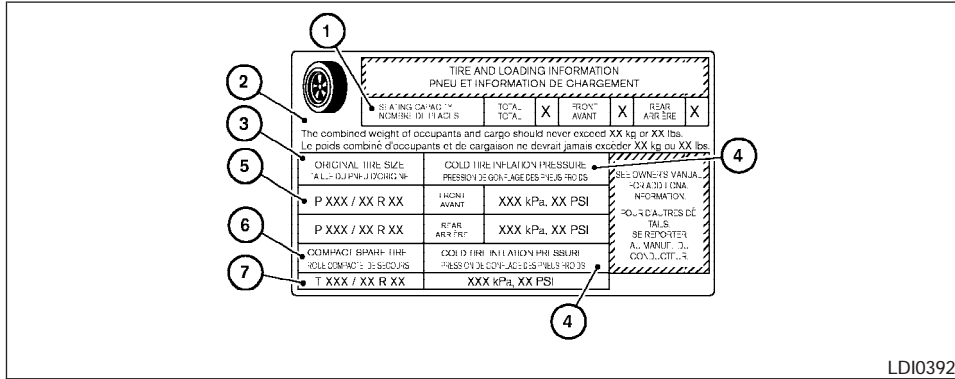 1
TIRE AND LOADING INFORMATION
PNEU ET INFORMATION DE CHARGEMENT
2
SEATING CAPACITY TOTAL X FRONT X REAR X
NOMBRE DE PLACES TOTAL AVANT ARRIÈRE
The combined weight of occupants and cargo should never exceed XX kg or XX lbs.
Le poids combiné d'occupants et de cargaison ne devrait jamais excéder XX kg ou XX lbs.
3
ORIGINAL TIRE SIZE COLD TIRE INFLATION PRESSURE
TAILLE DU PNEU D'ORIGINE PRESSION DE GONFLAGE DES PNEUS FROIDS
4
SEE OWNER'S MANUAL
FOR ADDITIONAL
INFORMATION.
POUR D'AUTRES DÉ
TAILS,
SE REPORTER
AU MANUEL DU
CONDUCTEUR.
5
P XXX / XX R XX FRONT XXX kPa, XX PSI
AVANT
P XXX / XX R XX REAR XXX kPa, XX PSI
ARRIÈRE
6
COMPACT SPARE TIRE COLD TIRE INFLATION PRESSURE
ROUE COMPACTE DE SECOURS PRESSION DE GONFLAGE DES PNEUS FROIDS
7
T XXX / XX R XX XXX kPa, XX PSI
4
LDI0392